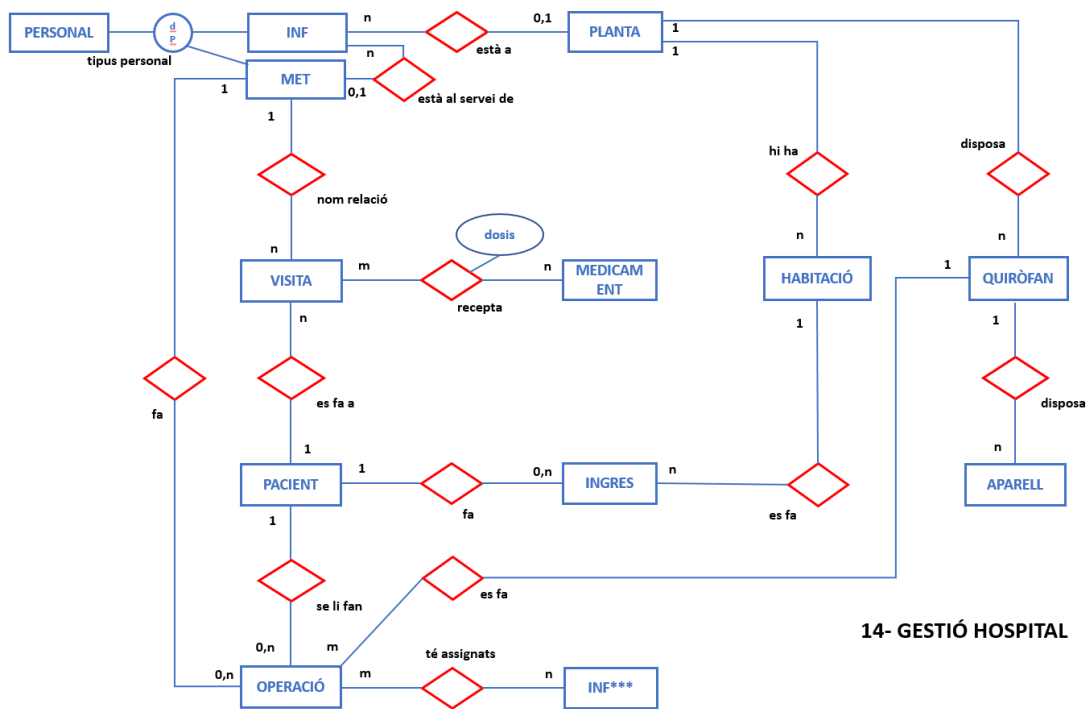 PERSONAL
d
P
INF
n
està a
0,1
PLANTA
1
1
tipus personal
n
MET
1
0,1
està al servei de
1
hi ha
disposa
nom relació
dosis
n
n
n
VISITA
m
n
MEDICAM
ENT
HABITACIÓ
1
QUIRÒFAN
recepta
n
1
1
fa
es fa a
disposa
1
1
0,n
n
n
PACIENT
INGRES
APARELL
1
fa
es fa
se li fan
es fa
14- GESTIÓ HOSPITAL
0,n
m
té assignats
0,n
OPERACIÓ
m
n
INF***